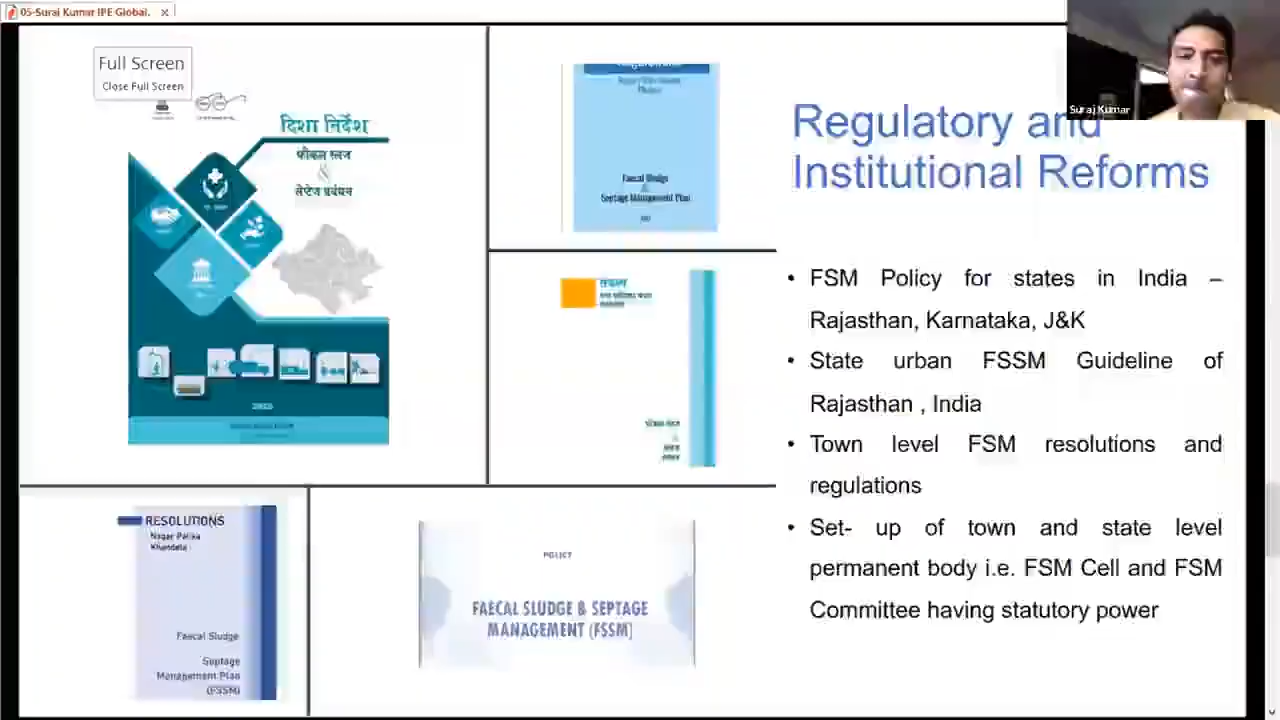 05-Suraj Kumar IPE Global.
Full Screen
Close Full Screen
दिशा निर्देश
फीकल स्लज
&
सेप्टेज प्रबंधन
Faecal Sludge
&
Septage Management Plan
RESOLUTIONS
Nagar Palika
Khandela
Faecal Sludge
Septage
Management Plan
(FSSM)
POLICY
FAECAL SLUDGE & SEPTAGE
MANAGEMENT (FSSM)
Suraj Kumar
Regulatory and
Institutional Reforms
• FSM Policy for states in India –
Rajasthan, Karnataka, J&K
• State urban FSSM Guideline of
Rajasthan , India
• Town level FSM resolutions and
regulations
• Set- up of town and state level
permanent body i.e. FSM Cell and FSM
Committee having statutory power